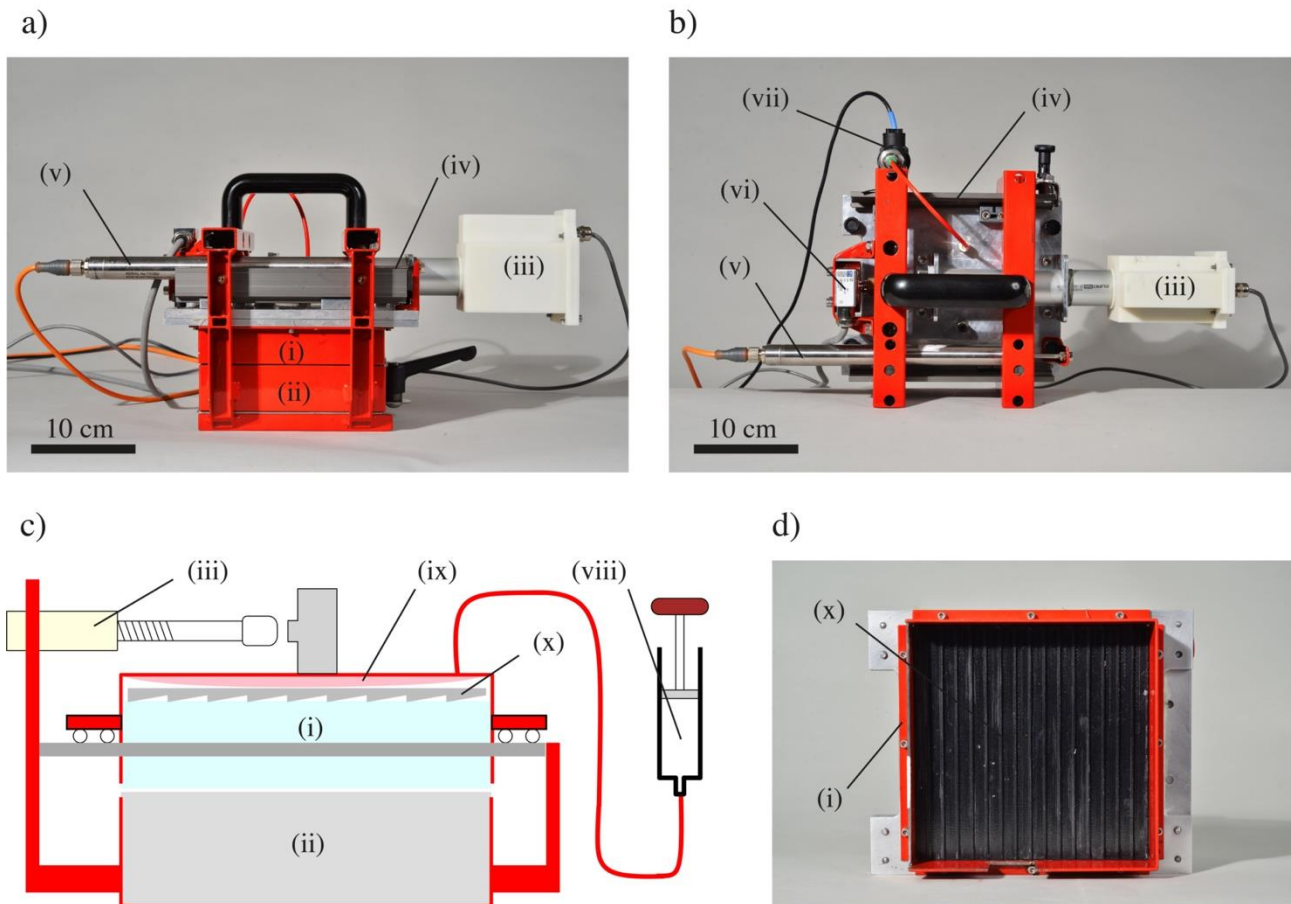 a)
b)
(vii)
(iv)
(v)
(iv)
(iii)
(vi)
(v)
(iii)
(i)
(ii)
10 cm
10 cm
c)
d)
(iii)
(ix)
(viii)
(x)
(x)
(i)
(i)
(ii)